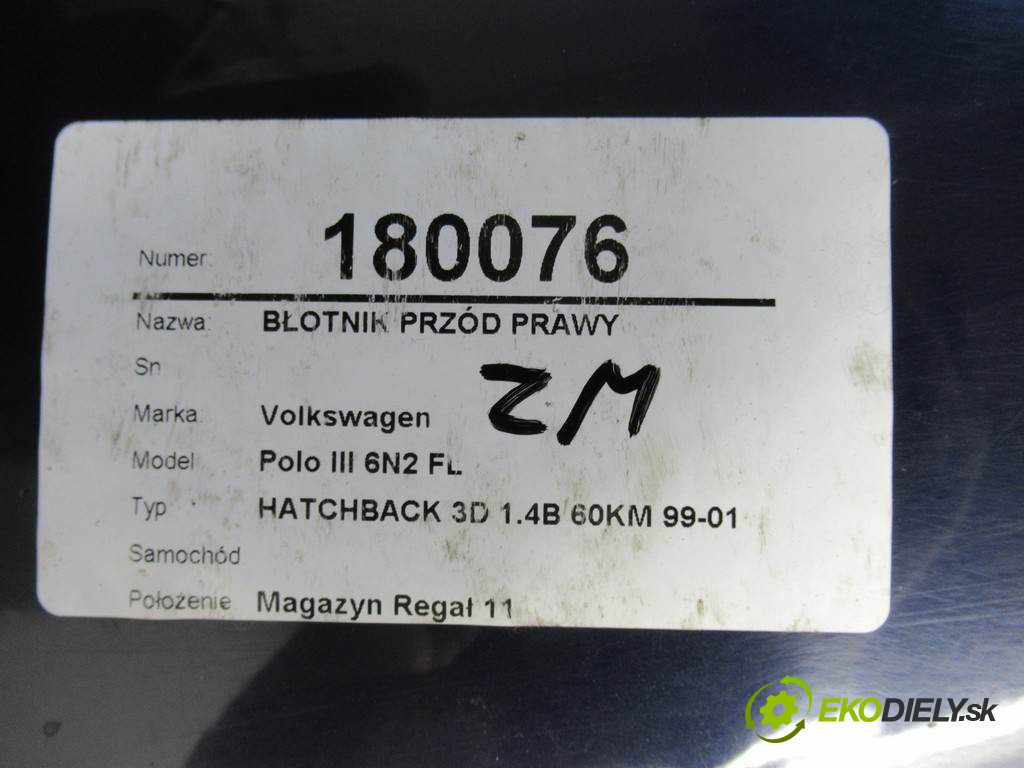 Numer: 180076
Nazwa: BŁOTNIK PRZÓD PRAWY
Sn
Marka Volkswagen
ZM
Model Polo III 6N2 FL
Typ HATCHBACK 3D 1.4B 60KM 99-01
Samochód
Położenie Magazyn Regał 11
EKODIELY.sk